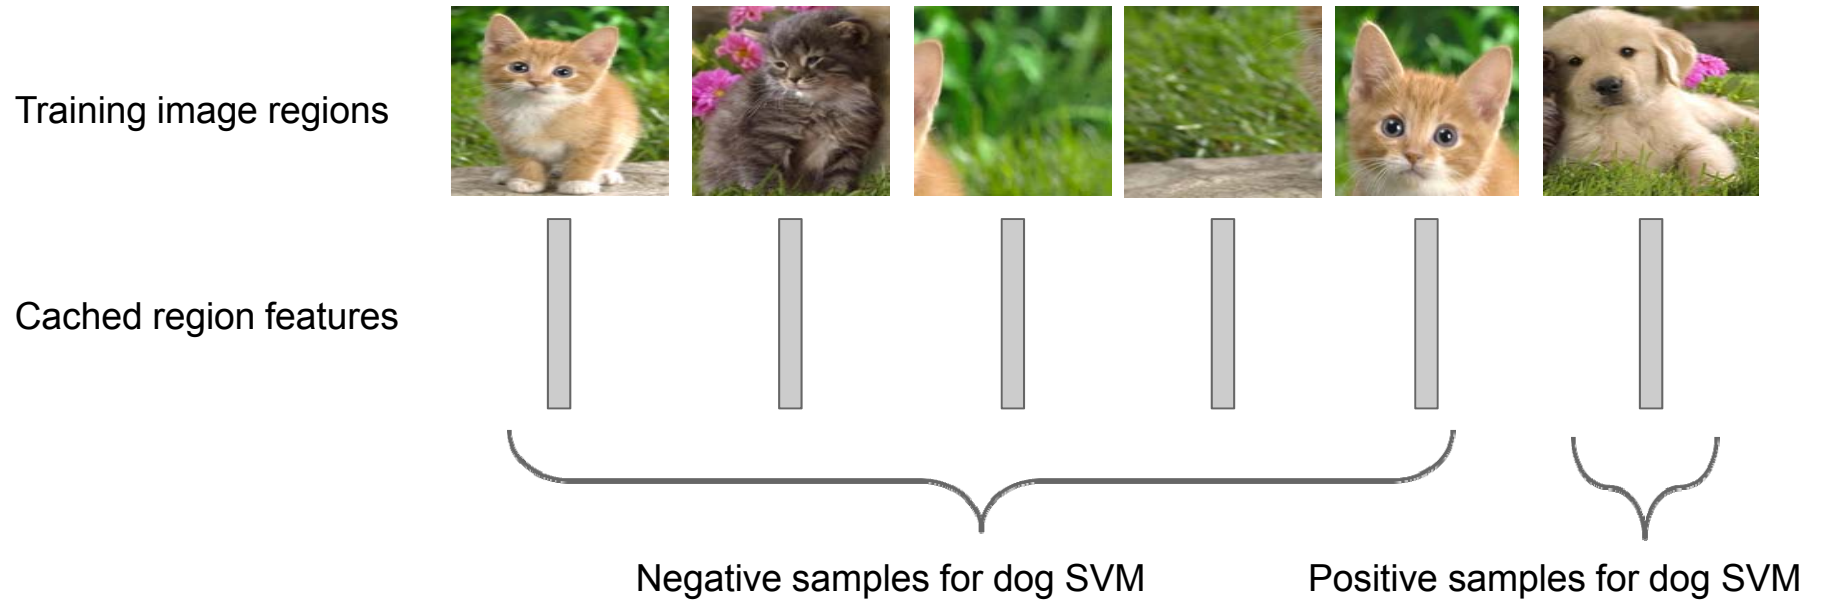 Training image regions
Cached region features
Negative samples for dog SVM
Positive samples for dog SVM